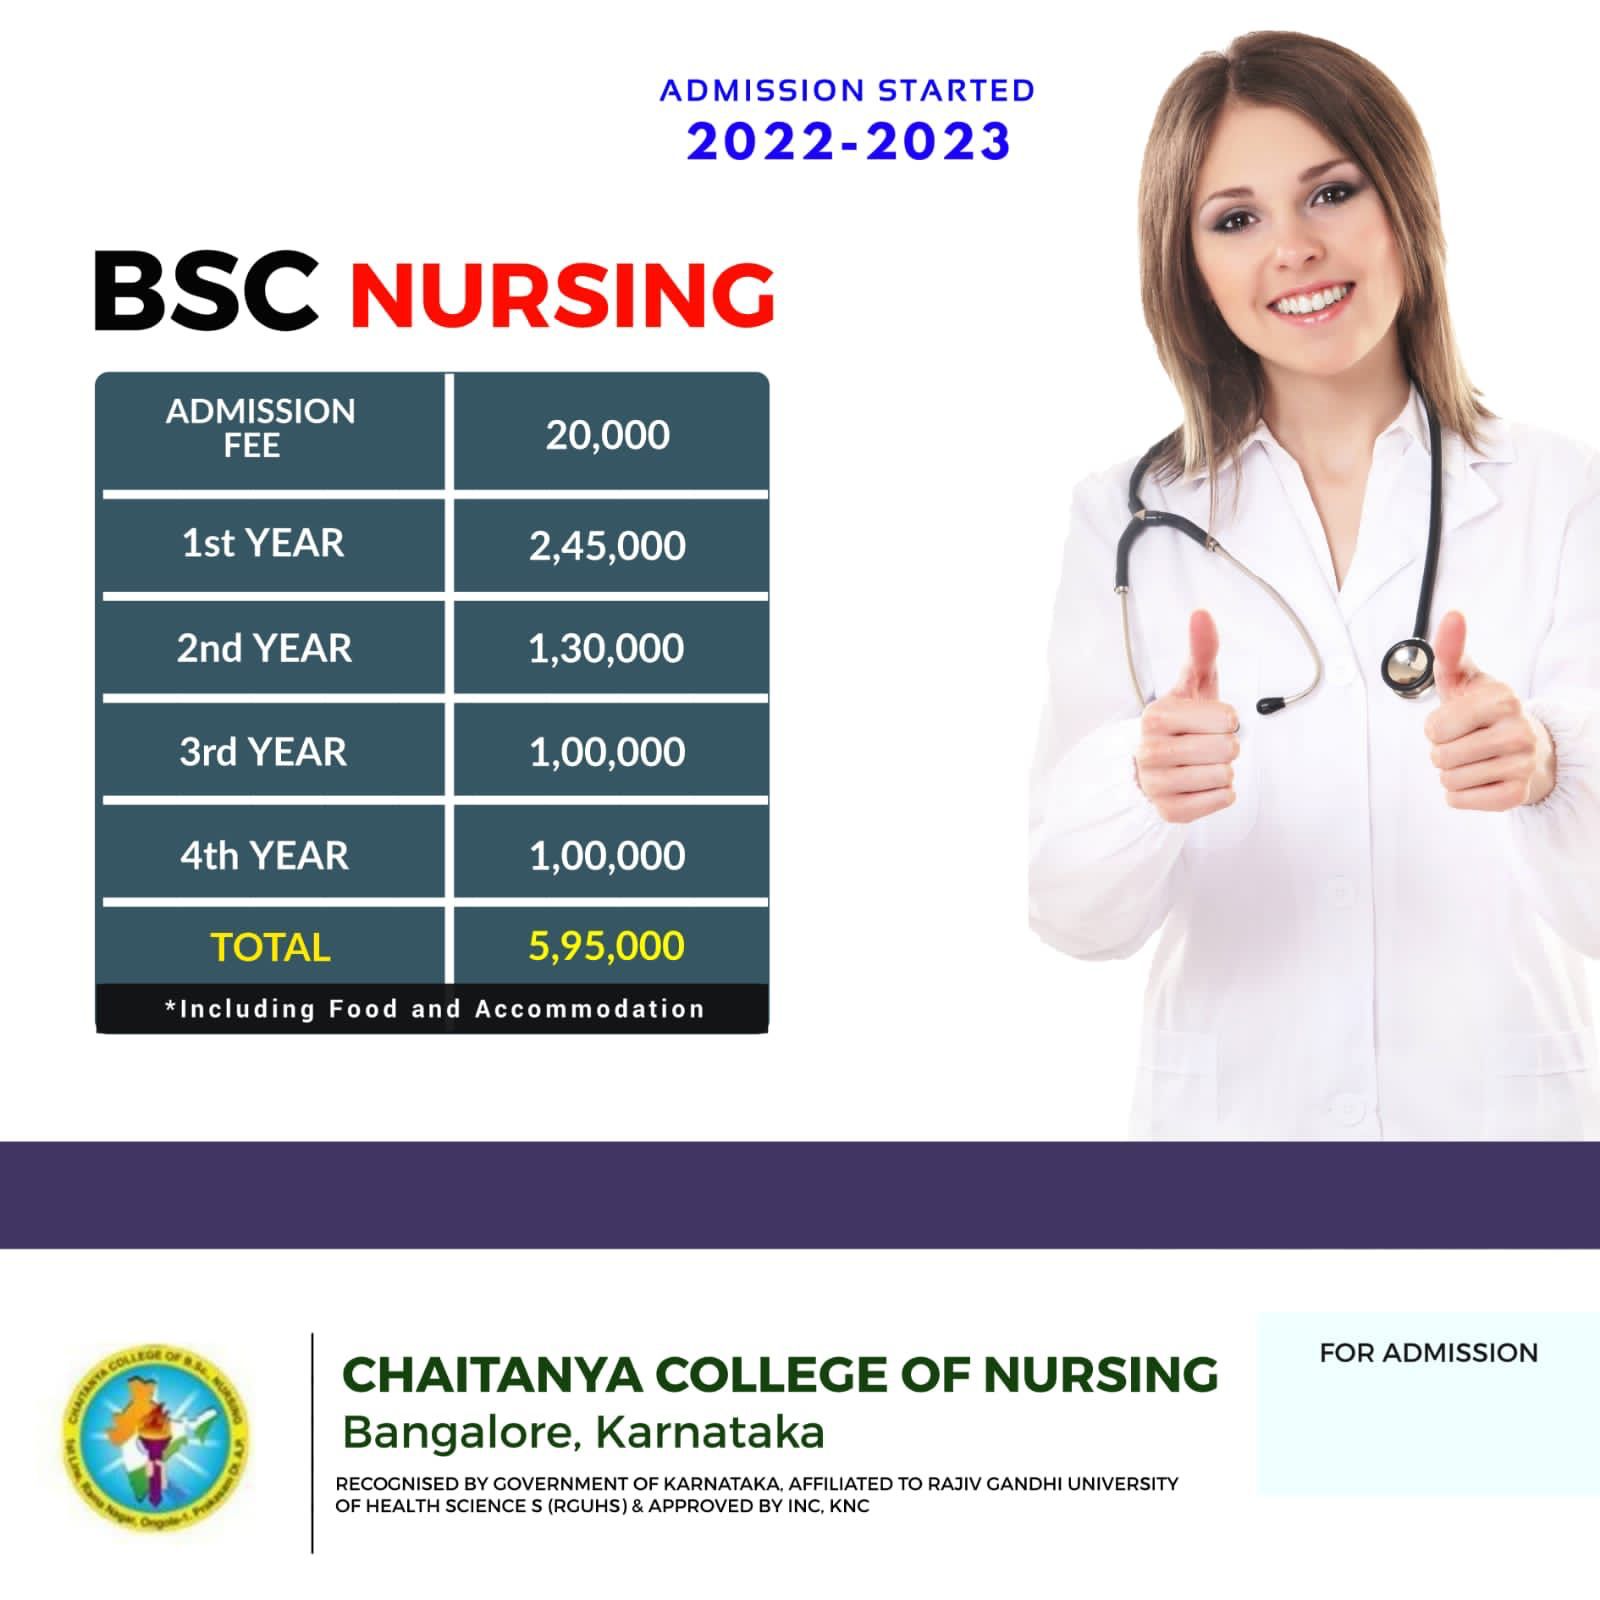 ADMISSION STARTED
2022-2023
BSC NURSING
ADMISSION
FEE
20,000
1st YEAR
2,45,000
2nd YEAR
1,30,000
3rd YEAR
1,00,000
4th YEAR
1,00,000
TOTAL
5,95,000
*Including Food and Accommodation
CHAITANYA COLLEGE OF B.Sc. NURSING
1st Line, Rama Nagar, Ongole-1, Prakasam Dt. A.P.
CHAITANYA COLLEGE OF NURSING
Bangalore, Karnataka
RECOGNISED BY GOVERNMENT OF KARNATAKA, AFFILIATED TO RAJIV GANDHI UNIVERSITY
OF HEALTH SCIENCE S (RGUHS) & APPROVED BY INC, KNC
FOR ADMISSION